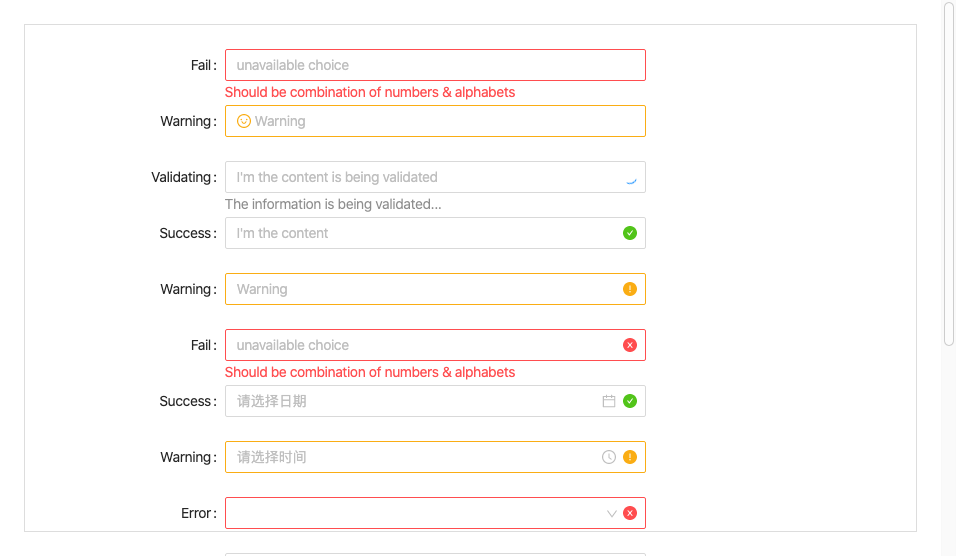 Fail: unavailable choice
Should be combination of numbers & alphabets
Warning: Warning
Validating: I'm the content is being validated
The information is being validated...
Success: I'm the content
Warning: Warning
Fail: unavailable choice
Should be combination of numbers & alphabets
Success: 请选择日期
Warning: 请选择时间
Error: